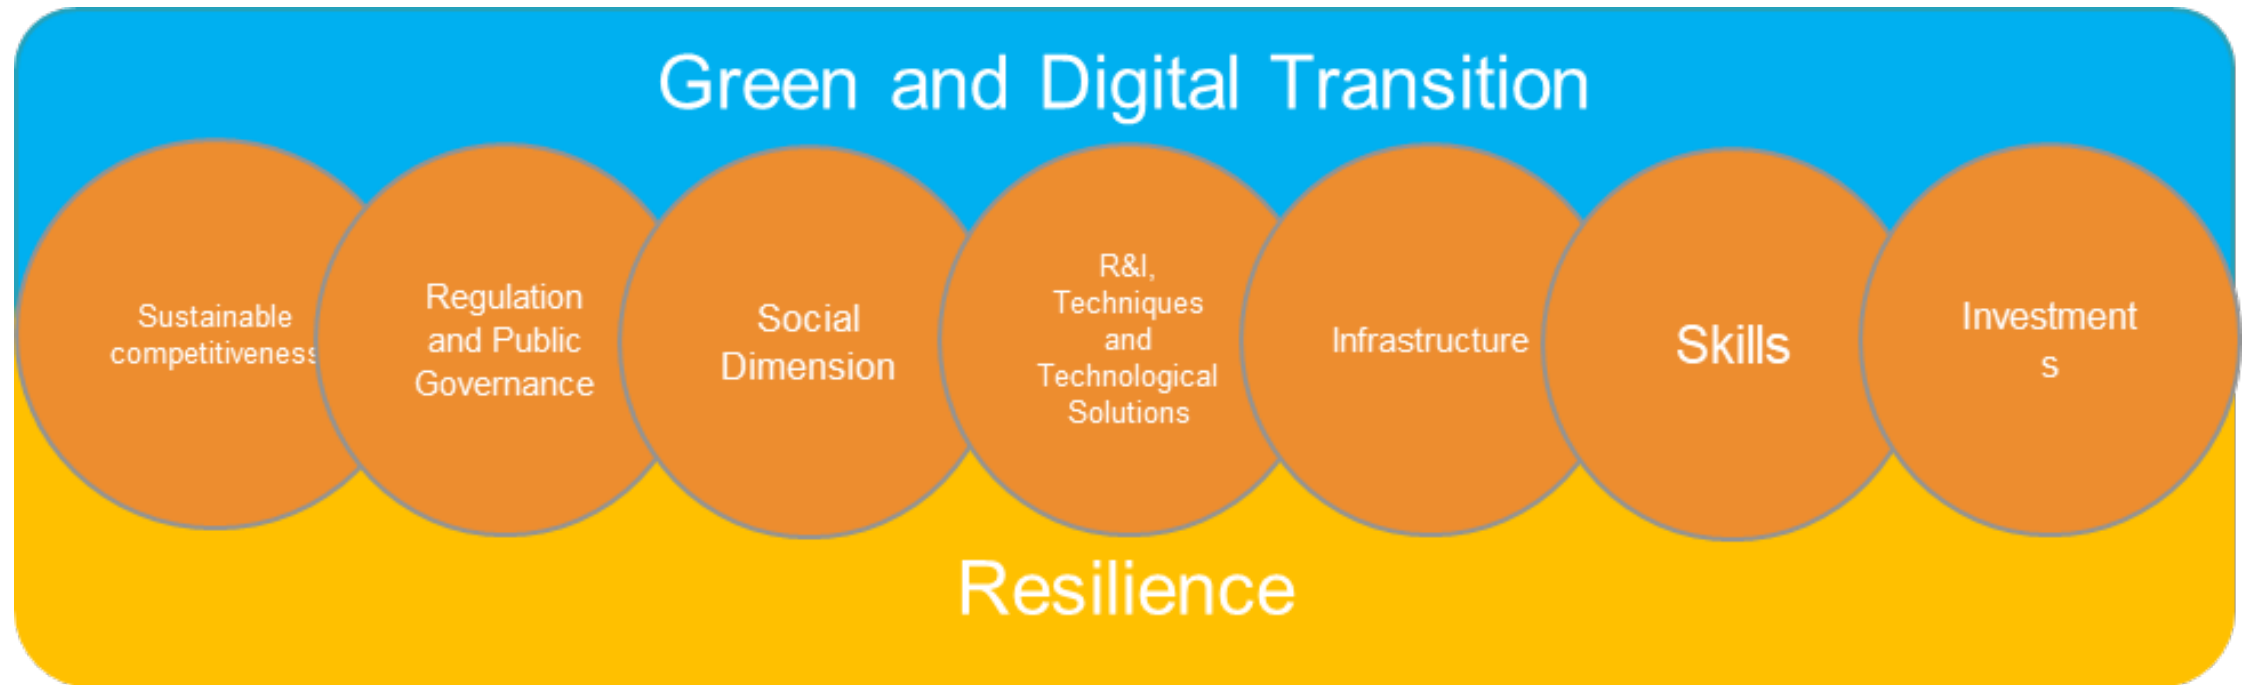 Green and Digital Transition
Sustainable
competitiveness
Regulation
and Public
Governance
Social
Dimension
R&I,
Techniques
and
Technological
Solutions
Infrastructure
Skills
Investment
s
Resilience